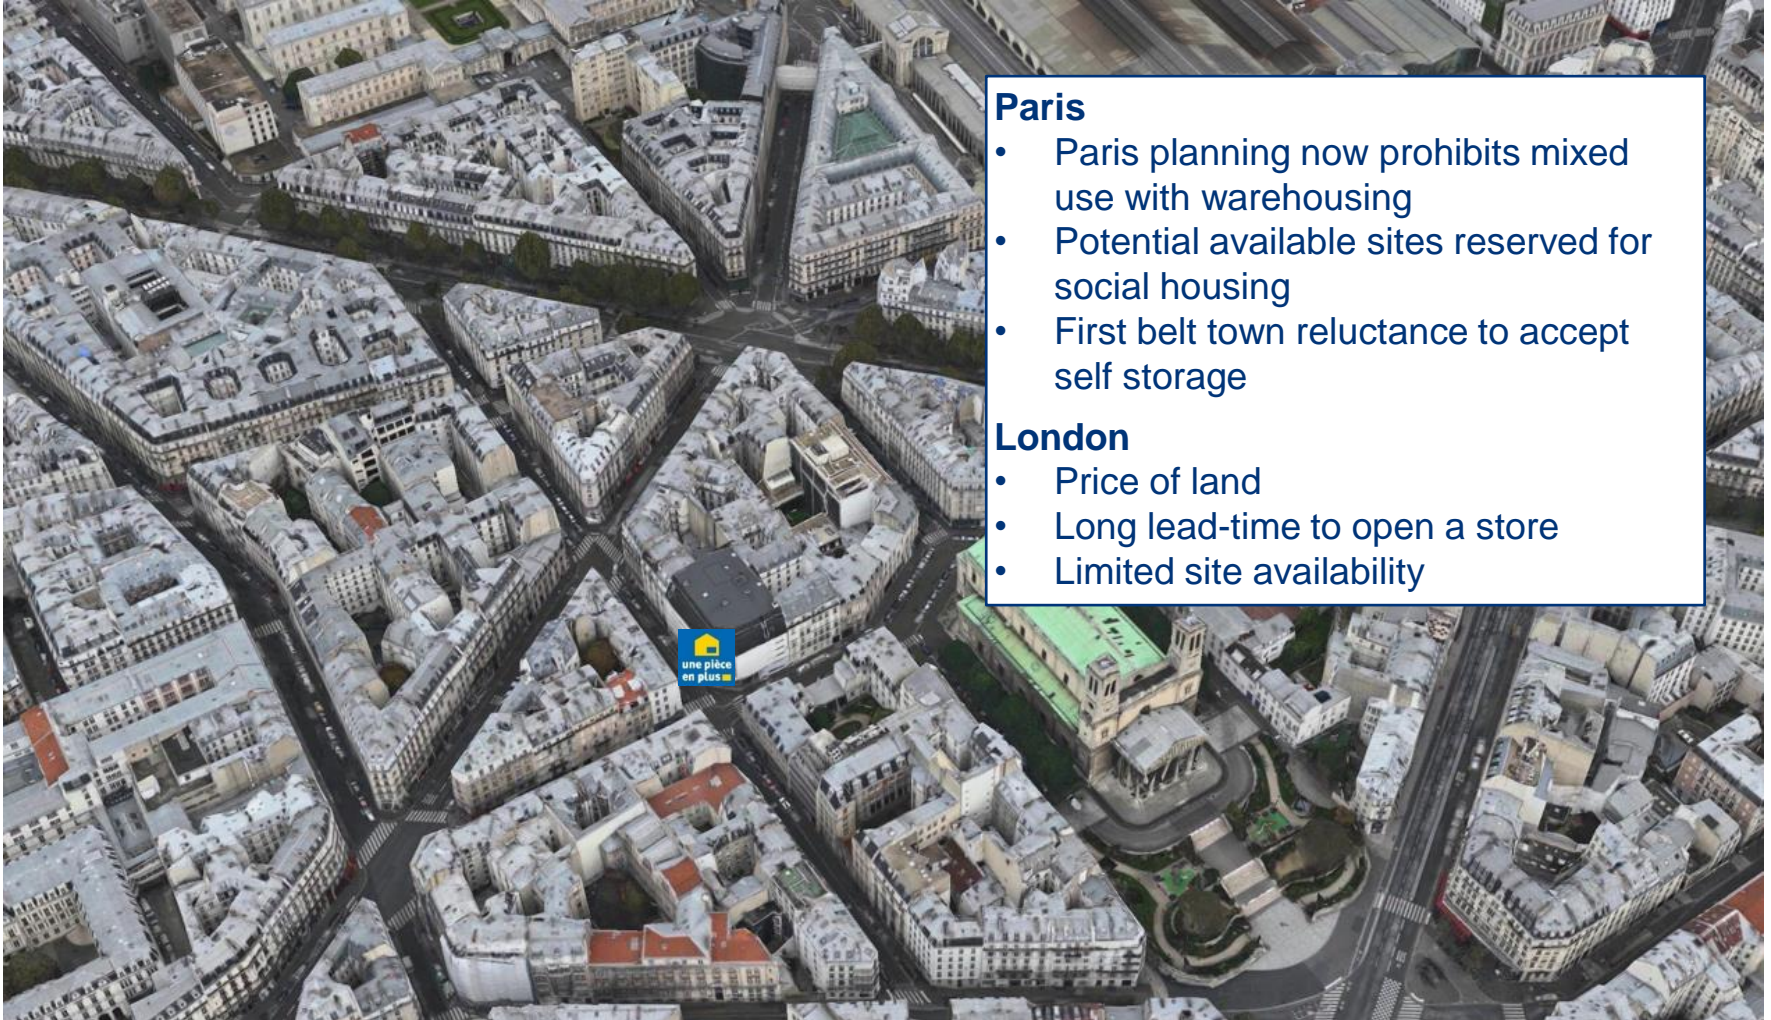 Paris
• Paris planning now prohibits mixed
use with warehousing
• Potential available sites reserved for
social housing
• First belt town reluctance to accept
self storage
London
• Price of land
• Long lead-time to open a store
• Limited site availability
une pièce
en plus